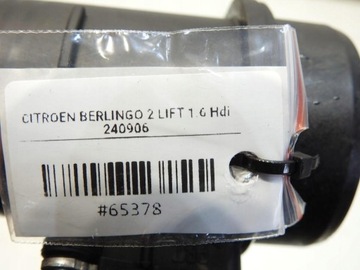 CITROEN BERLINGO 2 LIFT 1.6 Hdi
240906
#65378